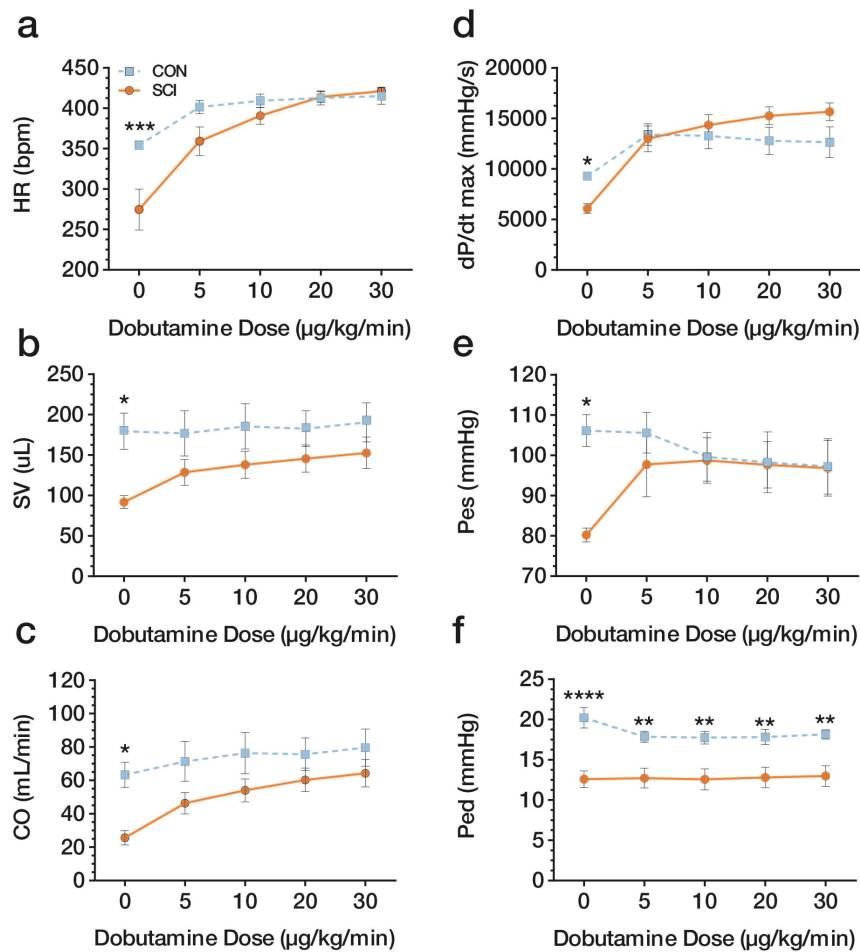 a
HR (bpm)
450
400
350
300
250
200
CON
SCI
***
0 5 10 20 30
Dobutamine Dose (µg/kg/min)
b
SV (uL)
250
200
150
100
50
0
*
0 5 10 20 30
Dobutamine Dose (µg/kg/min)
c
CO (mL/min)
120
100
80
60
40
20
0
*
0 5 10 20 30
Dobutamine Dose (µg/kg/min)
d
dP/dt max (mmHg/s)
20000
15000
10000
5000
0
*
0 5 10 20 30
Dobutamine Dose (µg/kg/min)
e
Pes (mmHg)
120
110
100
90
80
70
*
0 5 10 20 30
Dobutamine Dose (µg/kg/min)
f
Ped (mmHg)
25
20
15
10
5
0
**** ** ** ** **
0 5 10 20 30
Dobutamine Dose (µg/kg/min)